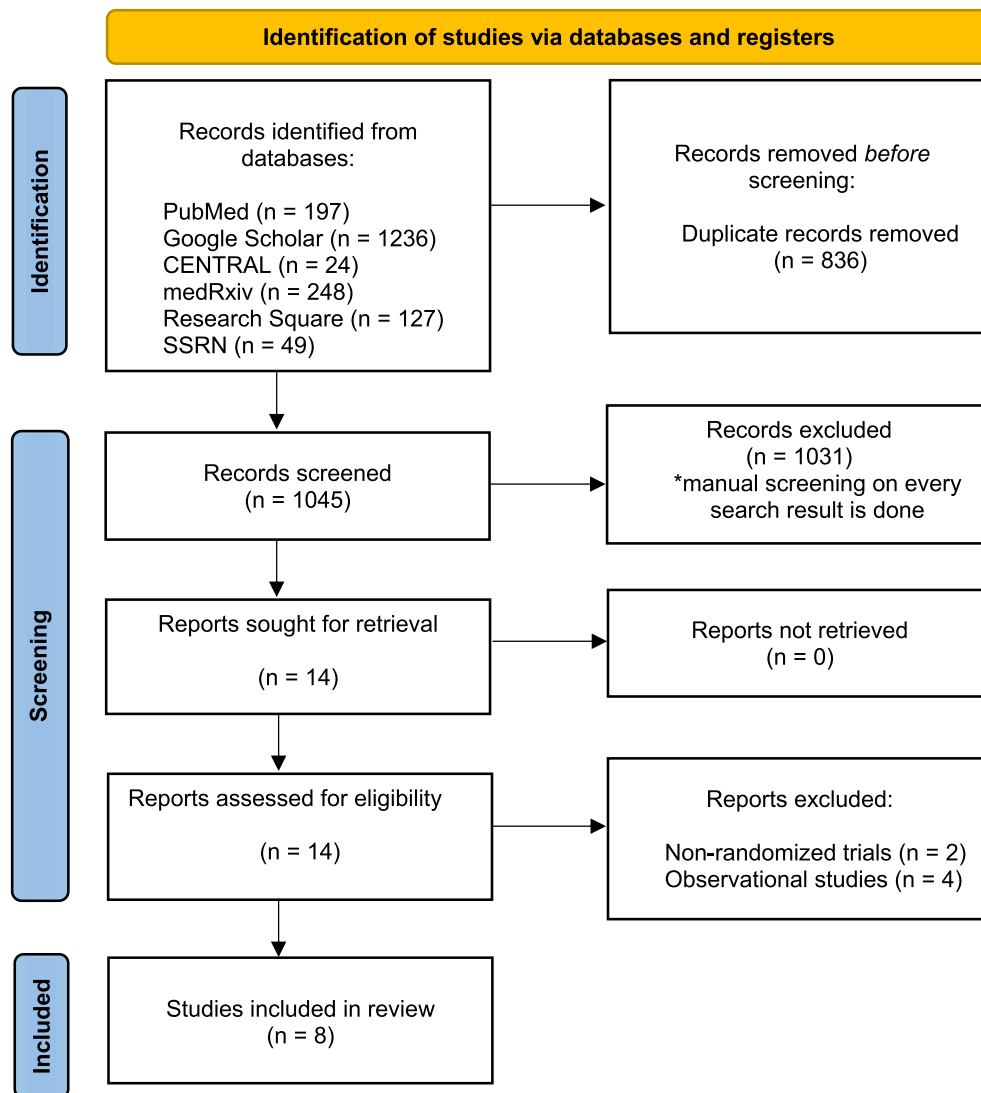 Identification of studies via databases and registers
Identification
Records identified from
databases:
PubMed (n = 197)
Google Scholar (n = 1236)
CENTRAL (n = 24)
medRxiv (n = 248)
Research Square (n = 127)
SSRN (n = 49)
Records removed before
screening:
Duplicate records removed
(n = 836)
Screening
Records screened
(n = 1045)
Records excluded
(n = 1031)
*manual screening on every
search result is done
Reports sought for retrieval
(n = 14)
Reports not retrieved
(n = 0)
Reports assessed for eligibility
(n = 14)
Reports excluded:
Non-randomized trials (n = 2)
Observational studies (n = 4)
Included
Studies included in review
(n = 8)